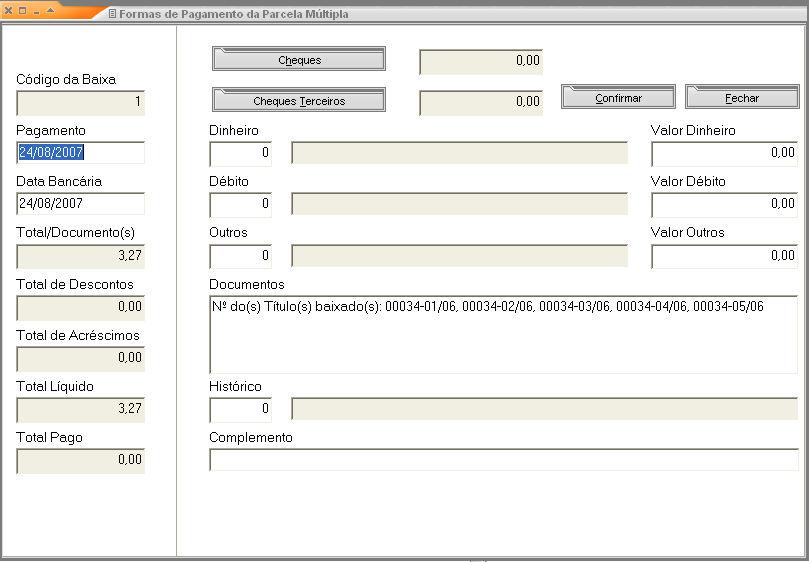 Formas de Pagamento da Parcela Múltipla
Código da Baixa
1
Pagamento
24/08/2007
Data Bancária
24/08/2007
Total/Documento(s)
3,27
Total de Descontos
0,00
Total de Acréscimos
0,00
Total Líquido
3,27
Total Pago
0,00
Cheques 0,00
Cheques Terceiros 0,00 Confirmar Fechar
Dinheiro Valor Dinheiro
0 0,00
Débito Valor Débito
0 0,00
Outros Valor Outros
0 0,00
Documentos
Nº do(s) Título(s) baixado(s): 00034-01/06, 00034-02/06, 00034-03/06, 00034-04/06, 00034-05/06
Histórico
0
Complemento